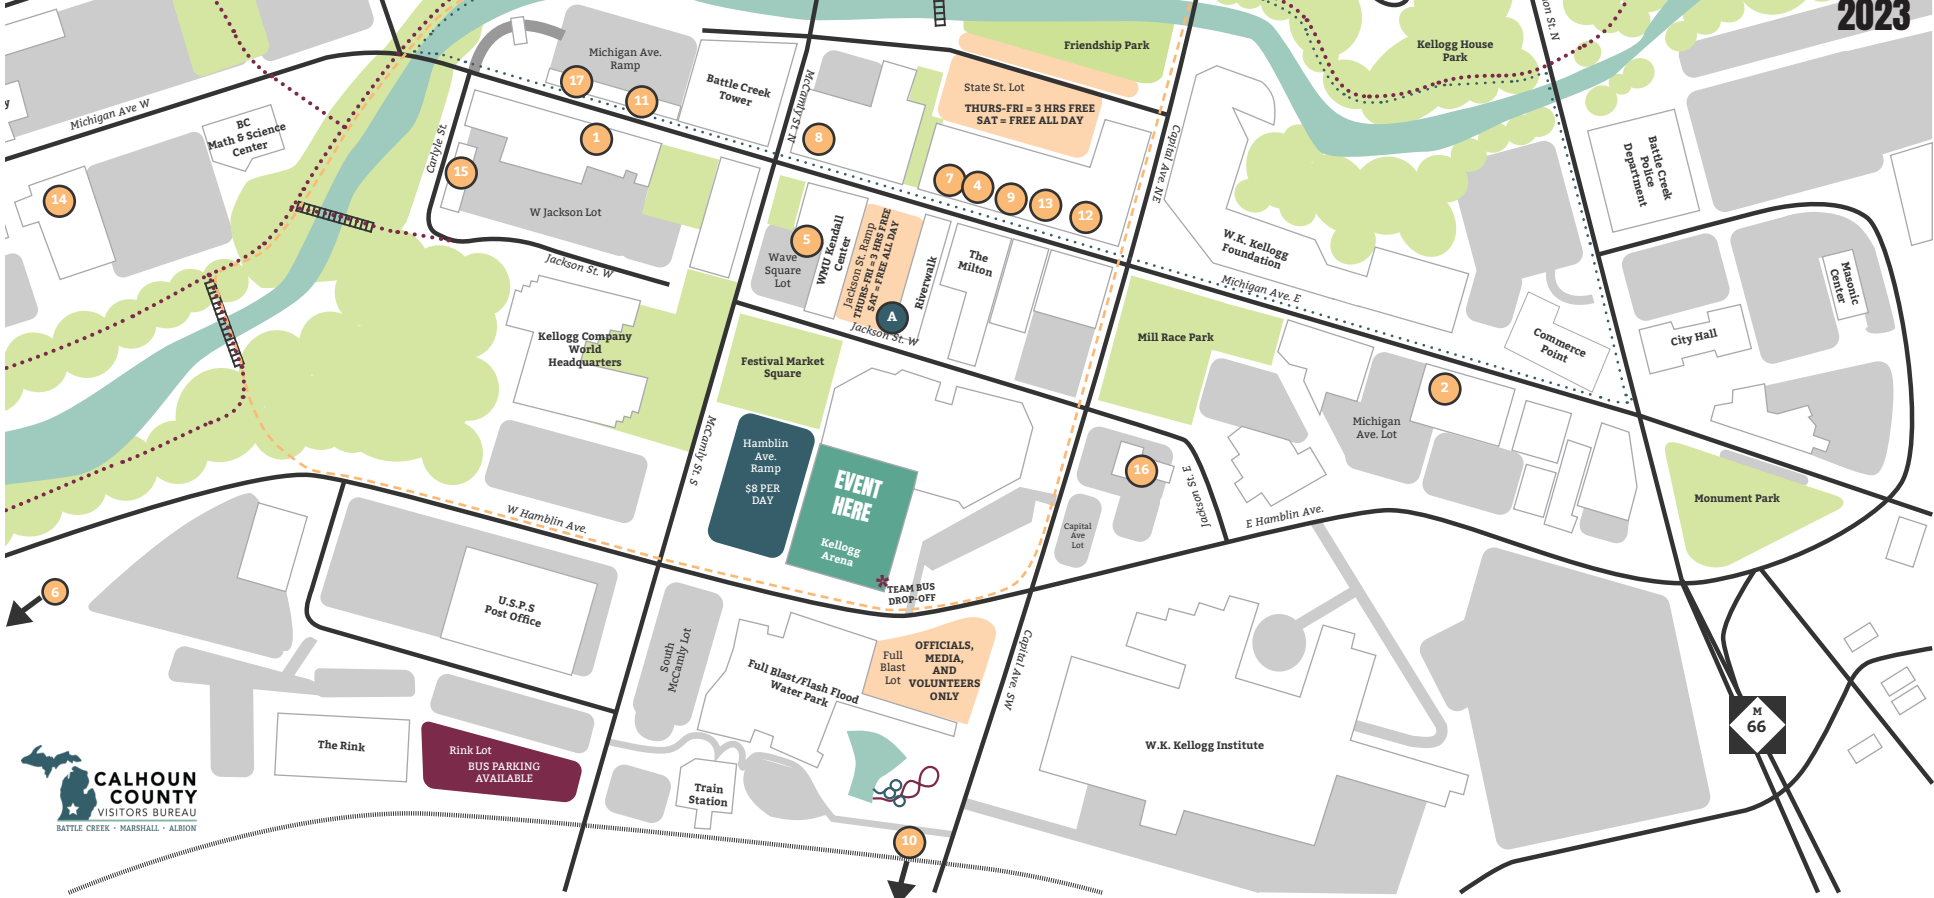 2023
Friendship Park
Kellogg House
Park
on St. N
Michigan Ave.
Ramp
17
11
Battle Creek
Tower
McCamly St. N
State St. Lot
THURS-FRI = 3 HRS FREE
SAT = FREE ALL DAY
Michigan Ave W
y
BC
Math & Science
Center
Carlyle St.
1
8
15
14
W Jackson Lot
7
4
9
13
12
Capital Ave. NE
Battle Creek
Police
Department
5
Wave
Square
Lot
WMU Kendall
Center
Jackson St. Ramp
THURS-FRI = 3 HRS FREE
SAT = FREE ALL DAY
Riverwalk
The
Milton
W.K. Kellogg
Foundation
Michigan Ave. E
Masonic
Center
Jackson St. W
A
Jackson St. W
Kellogg Company
World
Headquarters
Festival Market
Square
Mill Race Park
Commerce
Point
City Hall
2
Michigan
Ave. Lot
McCamly St. S
Hamblin
Ave.
Ramp
$8 PER
DAY
EVENT
HERE
Kellogg
Arena
16
Jackson St. E
Capital
Ave
Lot
Monument Park
W Hamblin Ave.
E Hamblin Ave.
6
U.S.P.S
Post Office
TEAM BUS
DROP-OFF
South
McCamly Lot
Full Blast/Flash Flood
Water Park
Full
Blast
Lot
OFFICIALS,
MEDIA,
AND
VOLUNTEERS
ONLY
Capital Ave. SW
M
66
The Rink
Rink Lot
BUS PARKING
AVAILABLE
W.K. Kellogg Institute
Train
Station
CALHOUN
COUNTY
VISITORS BUREAU
BATTLE CREEK • MARSHALL • ALBION
10